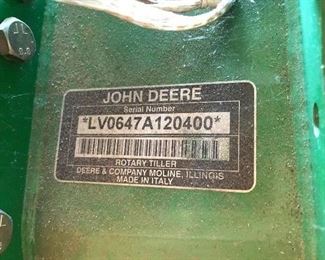 JOHN DEERE
Serial Number
*LV0647A120400*
ROTARY TILLER
DEERE & COMPANY MOLINE, ILLINOIS
MADE IN ITALY